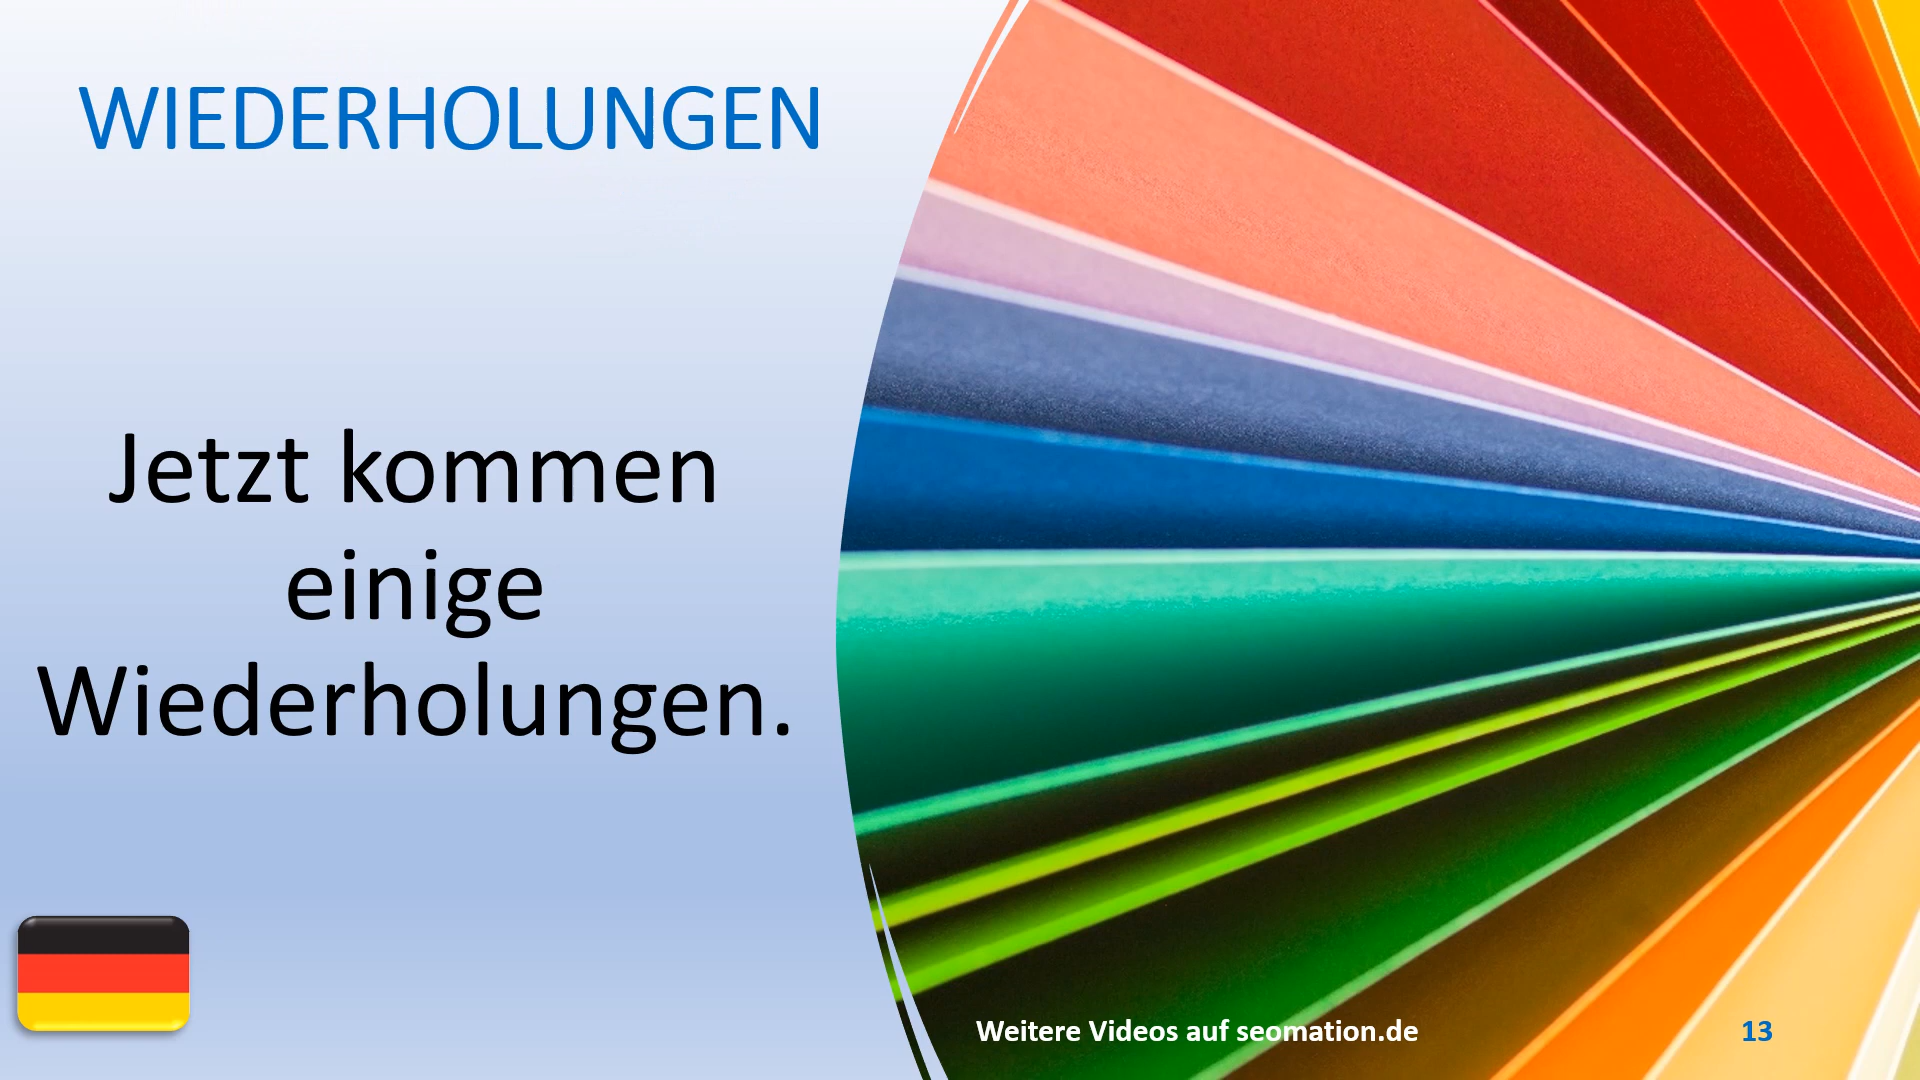 WIEDERHOLUNGEN
Jetzt kommen
einige
Wiederholungen.
Weitere Videos auf seomation.de
13